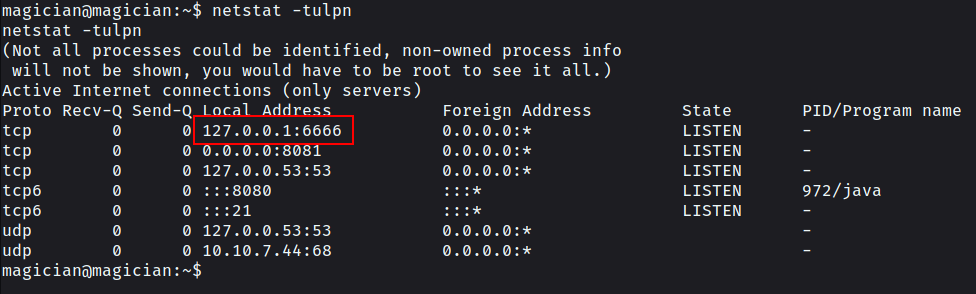 magician@magician:~$ netstat -tulpn
netstat -tulpn
(Not all processes could be identified, non-owned process info
 will not be shown, you would have to be root to see it all.)
Active Internet connections (only servers)
Proto Recv-Q Send-Q Local Address           Foreign Address         State       PID/Program name
tcp        0      0 127.0.0.1:6666          0.0.0.0:*               LISTEN      -
tcp        0      0 0.0.0.0:8081            0.0.0.0:*               LISTEN      -
tcp        0      0 127.0.0.53:53           0.0.0.0:*               LISTEN      -
tcp6       0      0 :::8080                 :::*                    LISTEN      972/java
tcp6       0      0 :::21                   :::*                    LISTEN      -
udp        0      0 127.0.0.53:53           0.0.0.0:*                           -
udp        0      0 10.10.7.44:68           0.0.0.0:*                           -
magician@magician:~$